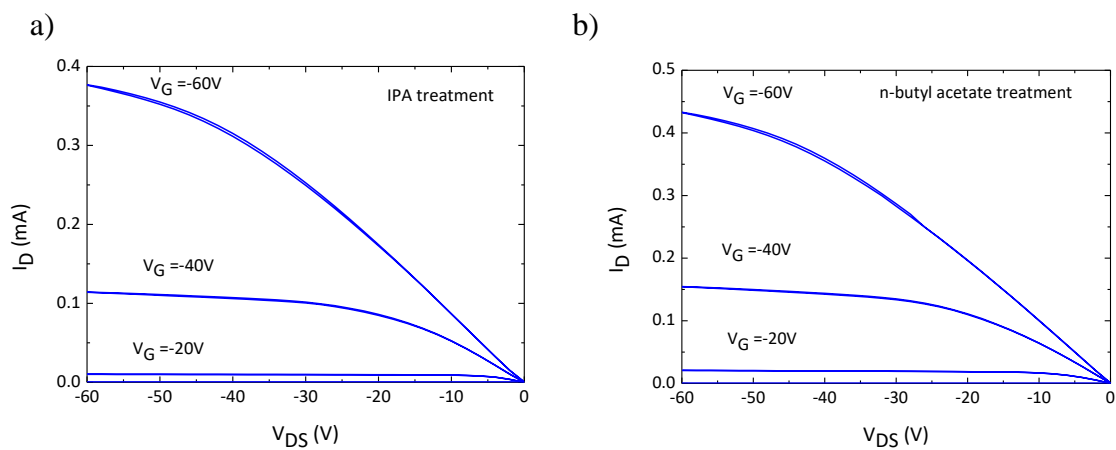 a)
V_G =-60V
IPA treatment
V_G =-40V
V_G =-20V
0.4
0.3
0.2
0.1
0.0
I_D (mA)
-60 -50 -40 -30 -20 -10 0
V_DS (V)
b)
V_G =-60V
n-butyl acetate treatment
V_G =-40V
V_G =-20V
0.5
0.4
0.3
0.2
0.1
0.0
I_D (mA)
-60 -50 -40 -30 -20 -10 0
V_DS (V)